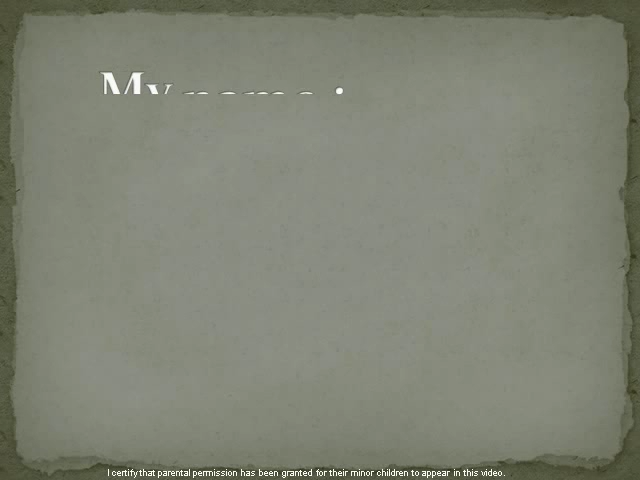 My name i
I certify that parental permission has been granted for their minor children to appear in this video.